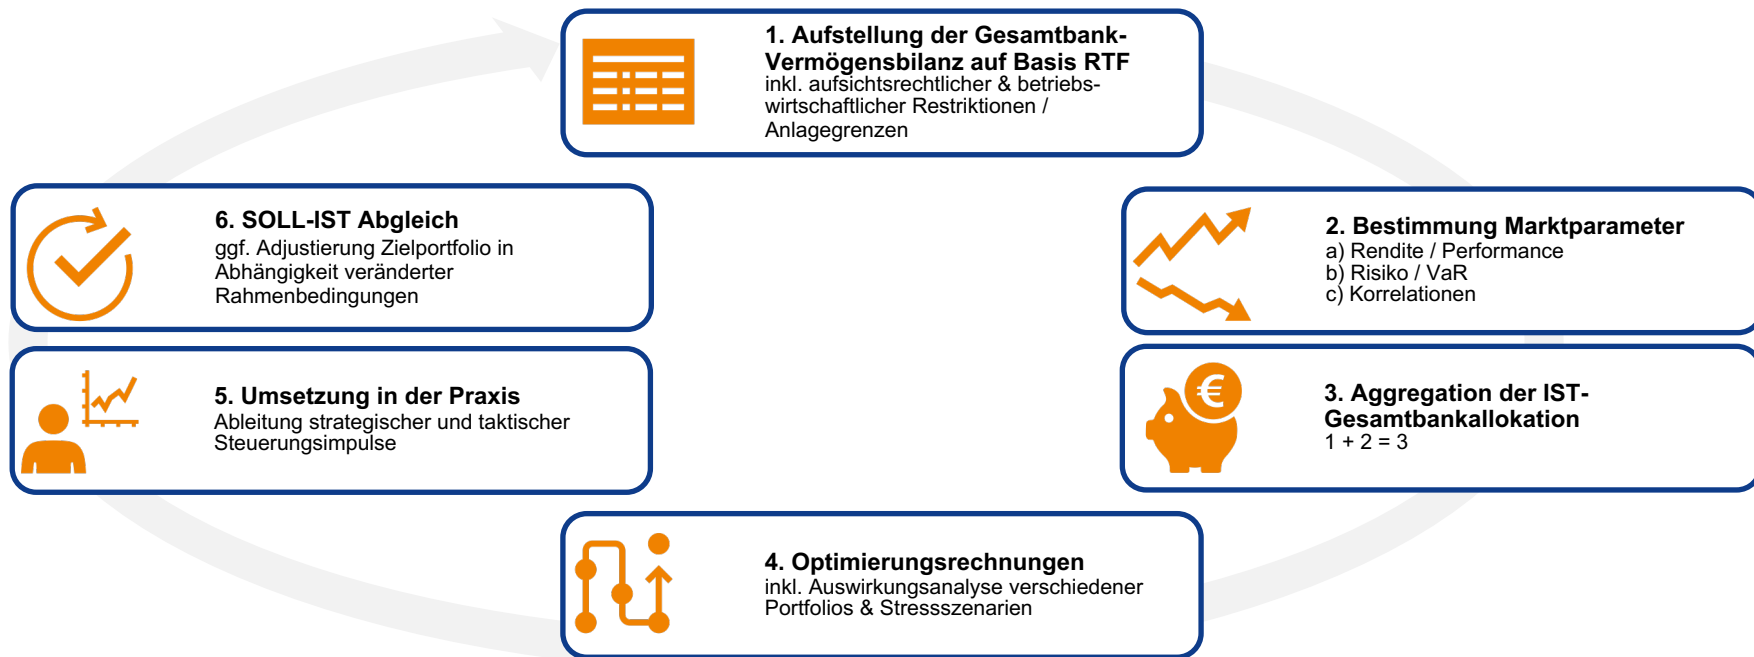 1. Aufstellung der Gesamtbank-
Vermögensbilanz auf Basis RTF
inkl. aufsichtsrechtlicher & betriebs-
wirtschaftlicher Restriktionen /
Anlagegrenzen
2. Bestimmung Marktparameter
a) Rendite / Performance
b) Risiko / VaR
c) Korrelationen
3. Aggregation der IST-
Gesamtbankallokation
1 + 2 = 3
€
4. Optimierungsrechnungen
inkl. Auswirkungsanalyse verschiedener
Portfolios & Stressszenarien
5. Umsetzung in der Praxis
Ableitung strategischer und taktischer
Steuerungsimpulse
6. SOLL-IST Abgleich
ggf. Adjustierung Zielportfolio in
Abhängigkeit veränderter
Rahmenbedingungen